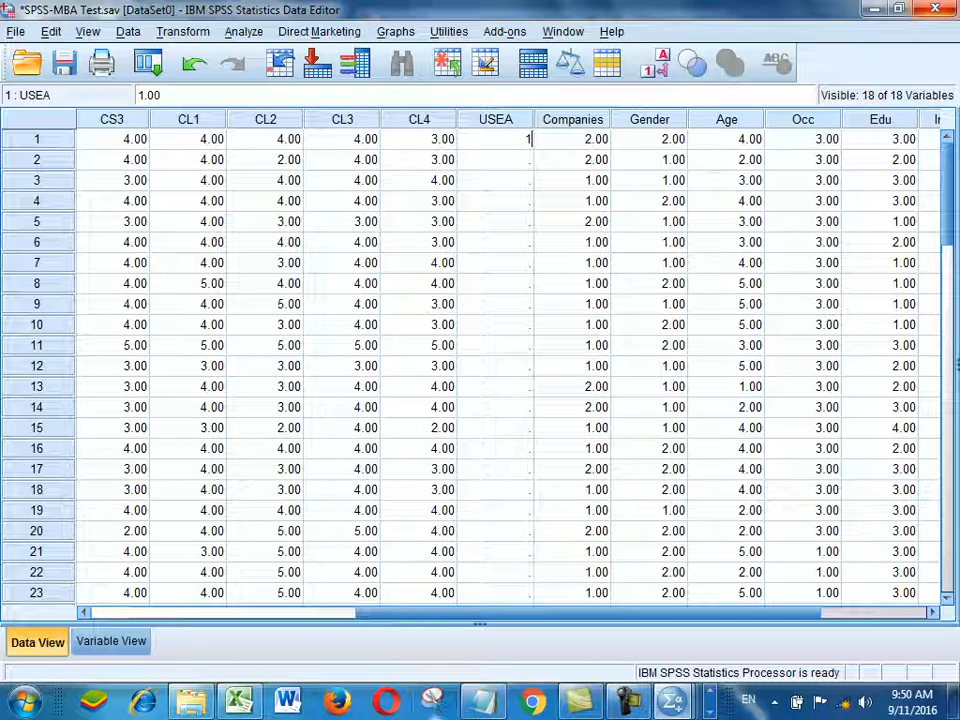 *SPSS-MBA Test.sav [DataSet0] - IBM SPSS Statistics Data Editor
File Edit View Data Transform Analyze Direct Marketing Graphs Utilities Add-ons Window Help
1 : USEA 1.00 Visible: 18 of 18 Variables
CS3 CL1 CL2 CL3 CL4 USEA Companies Gender Age Occ Edu
1 4.00 4.00 4.00 4.00 3.00 1 2.00 2.00 4.00 3.00 3.00
2 4.00 4.00 2.00 4.00 3.00 . 2.00 1.00 2.00 3.00 2.00
3 3.00 4.00 4.00 4.00 4.00 . 1.00 1.00 3.00 3.00 3.00
4 4.00 4.00 4.00 4.00 3.00 . 1.00 2.00 4.00 3.00 3.00
5 3.00 4.00 3.00 3.00 3.00 . 2.00 1.00 3.00 3.00 1.00
6 4.00 4.00 4.00 4.00 3.00 . 1.00 1.00 3.00 3.00 2.00
7 4.00 4.00 3.00 4.00 4.00 . 1.00 1.00 4.00 3.00 1.00
8 4.00 5.00 4.00 4.00 3.00 . 1.00 2.00 5.00 3.00 1.00
9 4.00 4.00 5.00 4.00 3.00 . 1.00 1.00 5.00 3.00 3.00
10 4.00 4.00 3.00 4.00 3.00 . 1.00 2.00 5.00 3.00 1.00
11 5.00 5.00 5.00 5.00 5.00 . 1.00 2.00 3.00 3.00 3.00
12 3.00 3.00 3.00 3.00 4.00 . 1.00 1.00 5.00 3.00 2.00
13 3.00 4.00 3.00 4.00 4.00 . 2.00 1.00 1.00 3.00 2.00
14 3.00 4.00 3.00 4.00 4.00 . 2.00 1.00 2.00 3.00 3.00
15 3.00 3.00 2.00 4.00 2.00 . 1.00 1.00 4.00 3.00 4.00
16 4.00 4.00 4.00 4.00 4.00 . 1.00 2.00 4.00 3.00 3.00
17 3.00 4.00 3.00 4.00 4.00 . 2.00 2.00 4.00 3.00 3.00
18 3.00 4.00 3.00 4.00 3.00 . 1.00 2.00 4.00 3.00 3.00
19 4.00 4.00 4.00 4.00 4.00 . 1.00 1.00 2.00 3.00 3.00
20 2.00 4.00 5.00 5.00 4.00 . 2.00 2.00 2.00 3.00 3.00
21 4.00 3.00 5.00 4.00 4.00 . 1.00 2.00 5.00 1.00 3.00
22 4.00 4.00 5.00 4.00 4.00 . 1.00 2.00 2.00 1.00 3.00
23 4.00 4.00 5.00 4.00 4.00 . 1.00 2.00 5.00 1.00 3.00
Data View Variable View
IBM SPSS Statistics Processor is ready
EN 9:50 AM
9/11/2016